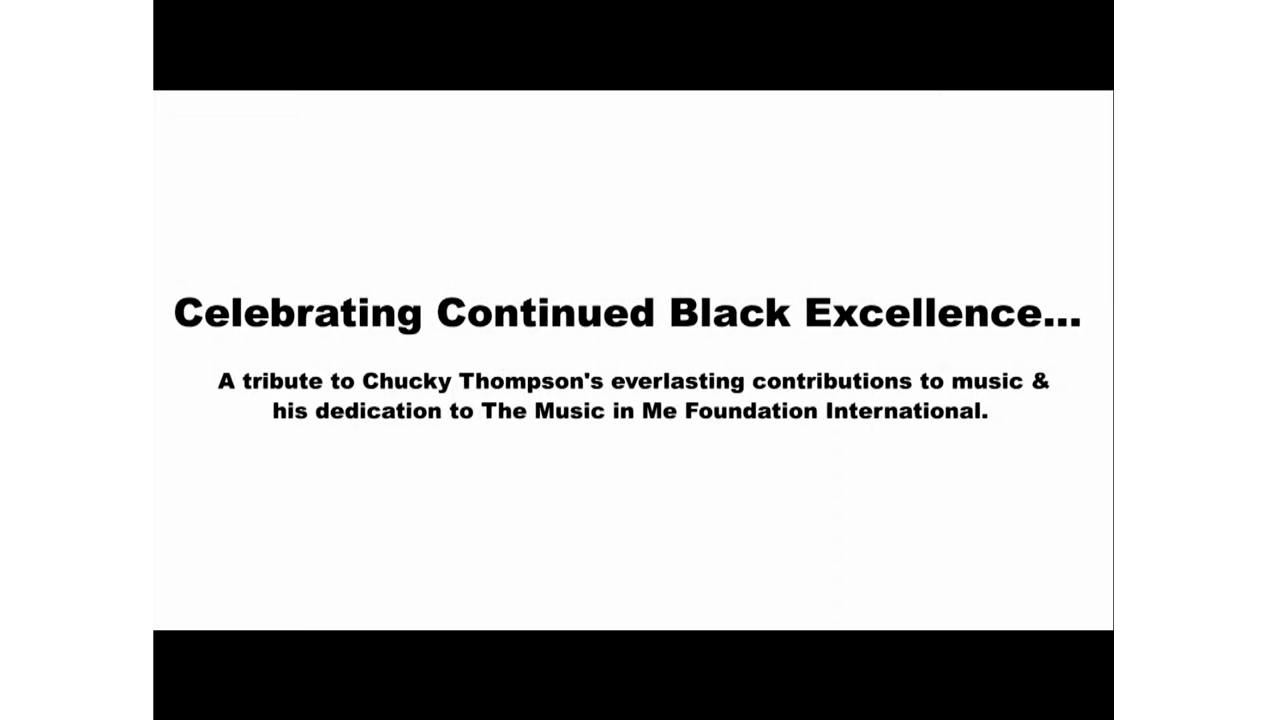 Celebrating Continued Black Excellence...
A tribute to Chucky Thompson's everlasting contributions to music &
his dedication to The Music in Me Foundation International.